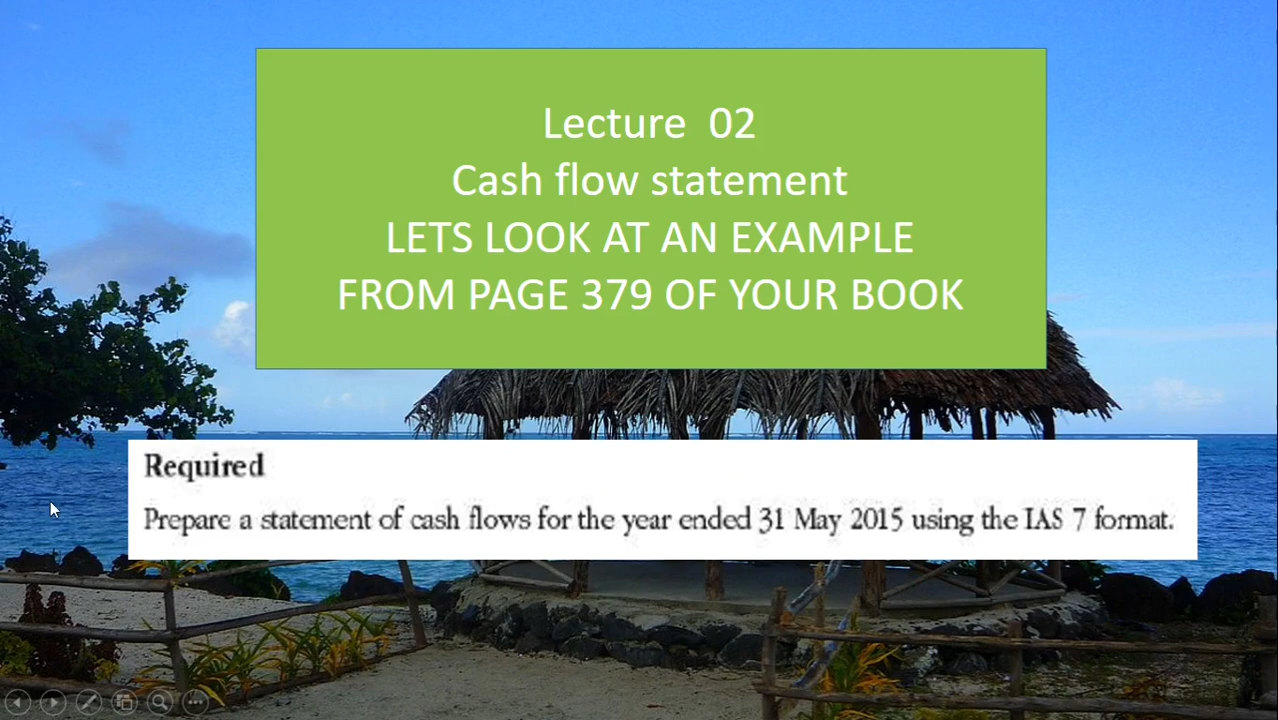 Lecture 02
Cash flow statement
LETS LOOK AT AN EXAMPLE
FROM PAGE 379 OF YOUR BOOK
Required
Prepare a statement of cash flows for the year ended 31 May 2015 using the IAS 7 format.